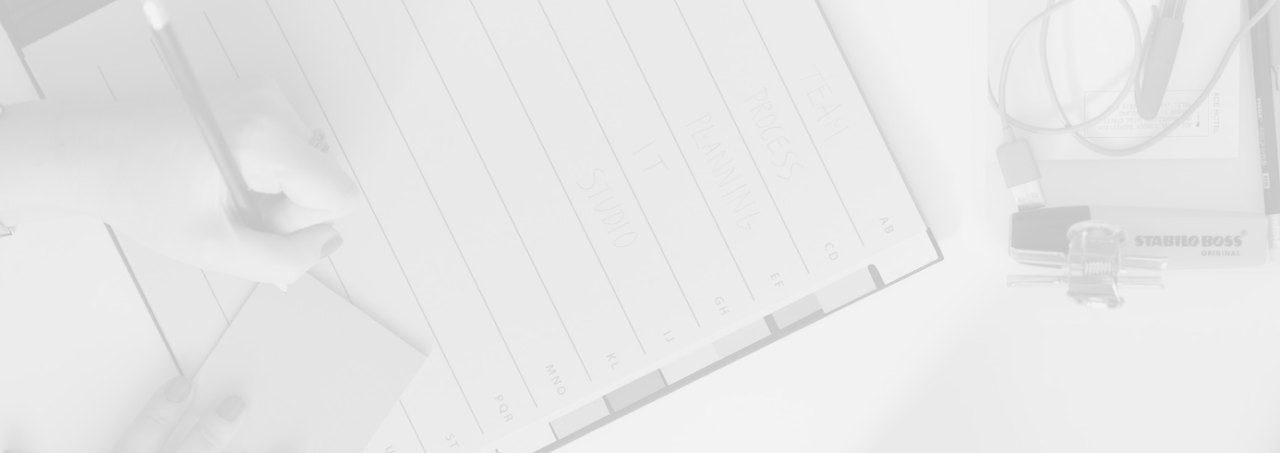 TEAM
PROCESS
PLANNING
IT
STUDIO
AB
CD
EF
GH
IJ
KL
MNO
PQR
ST
U
STABILO BOSS®
ORIGINAL